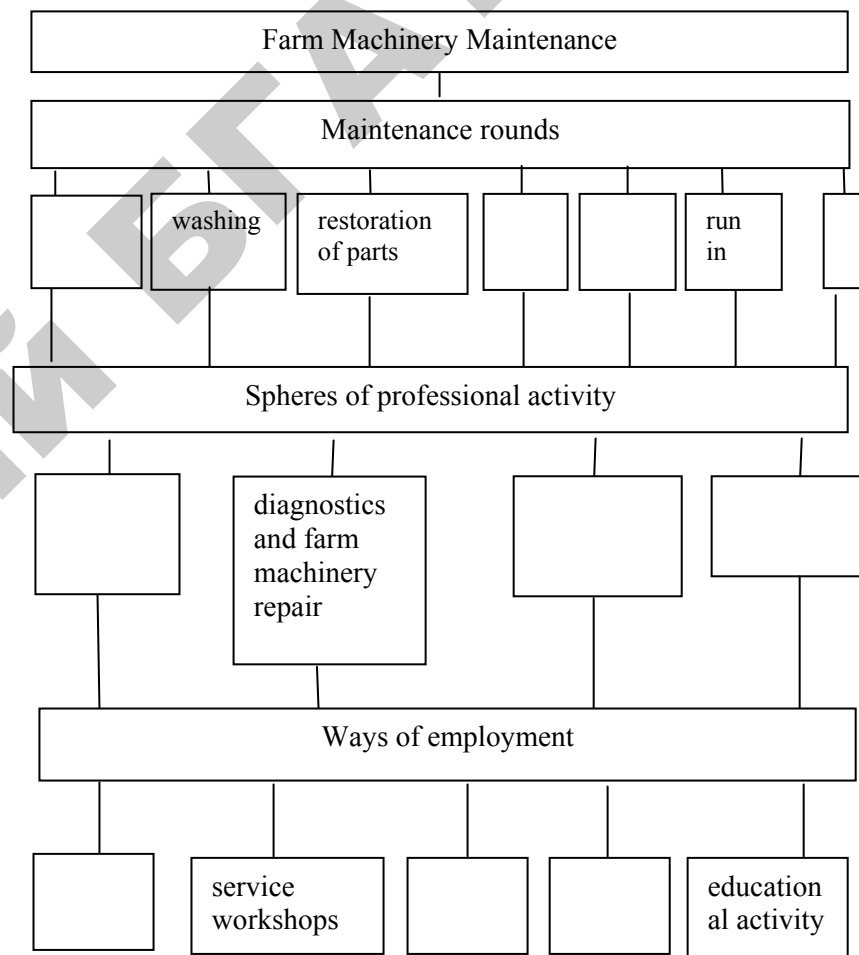 Farm Machinery Maintenance
Maintenance rounds
washing
restoration
of parts
run
in
Spheres of professional activity
diagnostics
and farm
machinery
repair
Ways of employment
service
workshops
education
al activity
й БГА